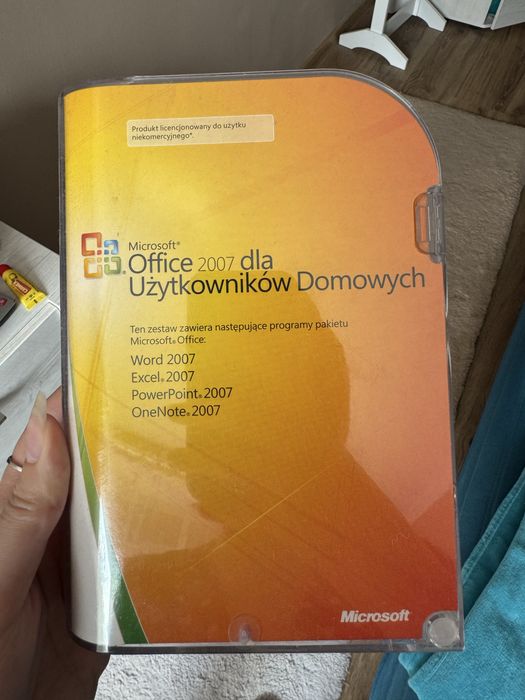 Produkt licencjonowany do użytku
niekomercyjnego*.
Microsoft®
Office 2007 dla
Użytkowników Domowych
Ten zestaw zawiera następujące programy pakietu
Microsoft® Office:
Word 2007
Excel® 2007
PowerPoint® 2007
OneNote® 2007
Microsoft